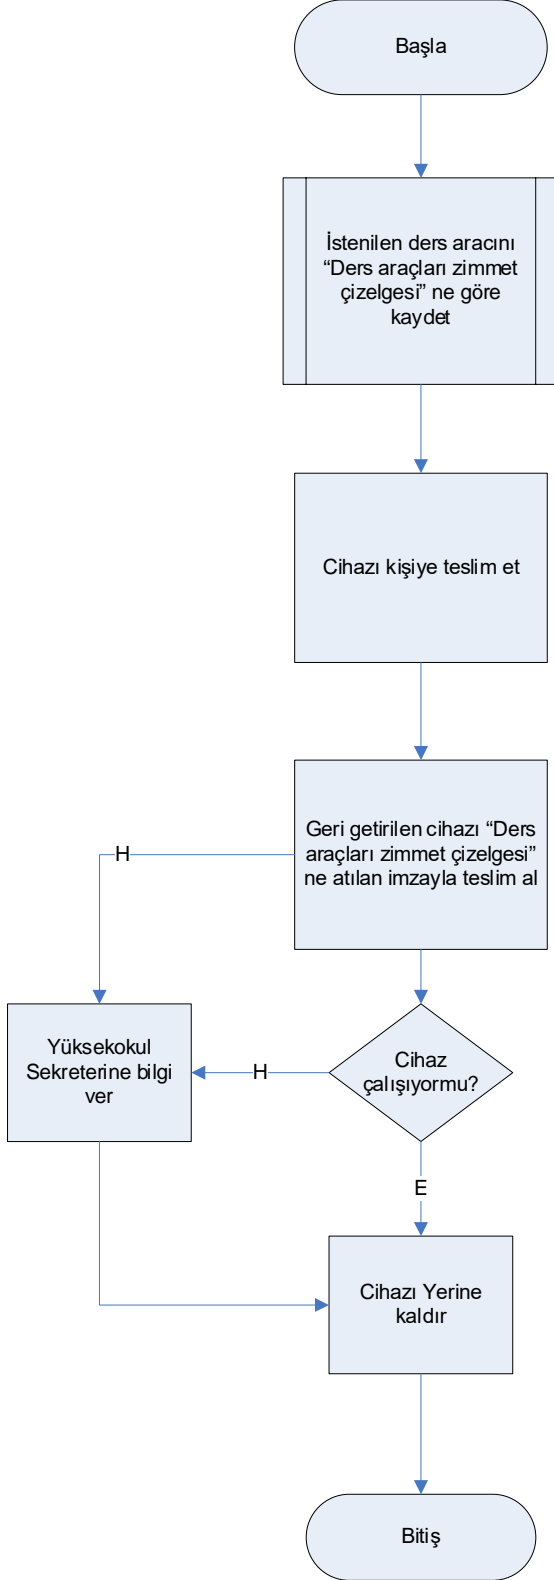 Başla
İstenilen ders aracını
“Ders araçları zimmet
çizelgesi” ne göre
kaydet
Cihazı kişiye teslim et
Geri getirilen cihazı “Ders
araçları zimmet çizelgesi”
ne atılan imzayla teslim al
H
Yüksekokul
Sekreterine bilgi
ver
H
Cihaz
çalışıyormu?
E
Cihazı Yerine
kaldır
Bitiş